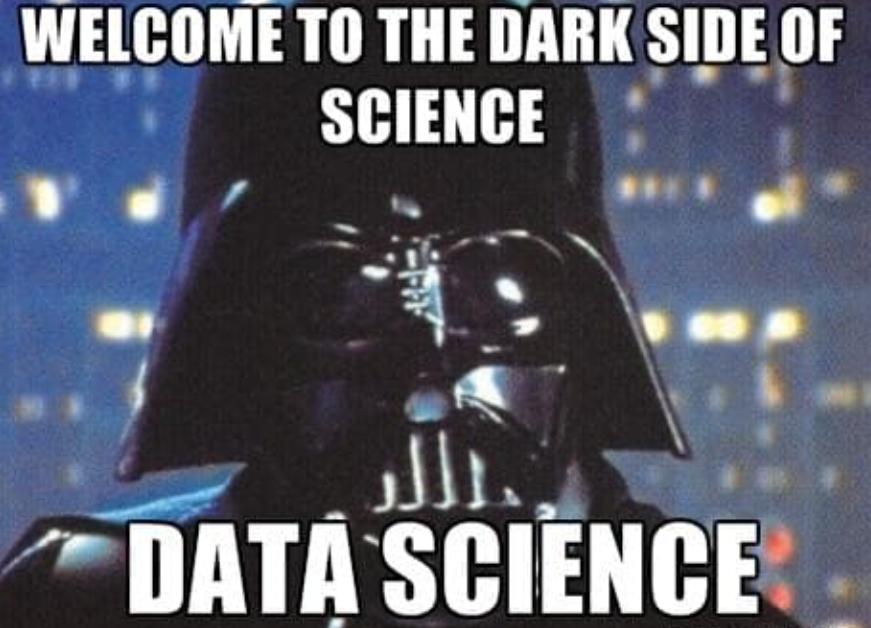 WELCOME TO THE DARK SIDE OF
SCIENCE
DATA SCIENCE